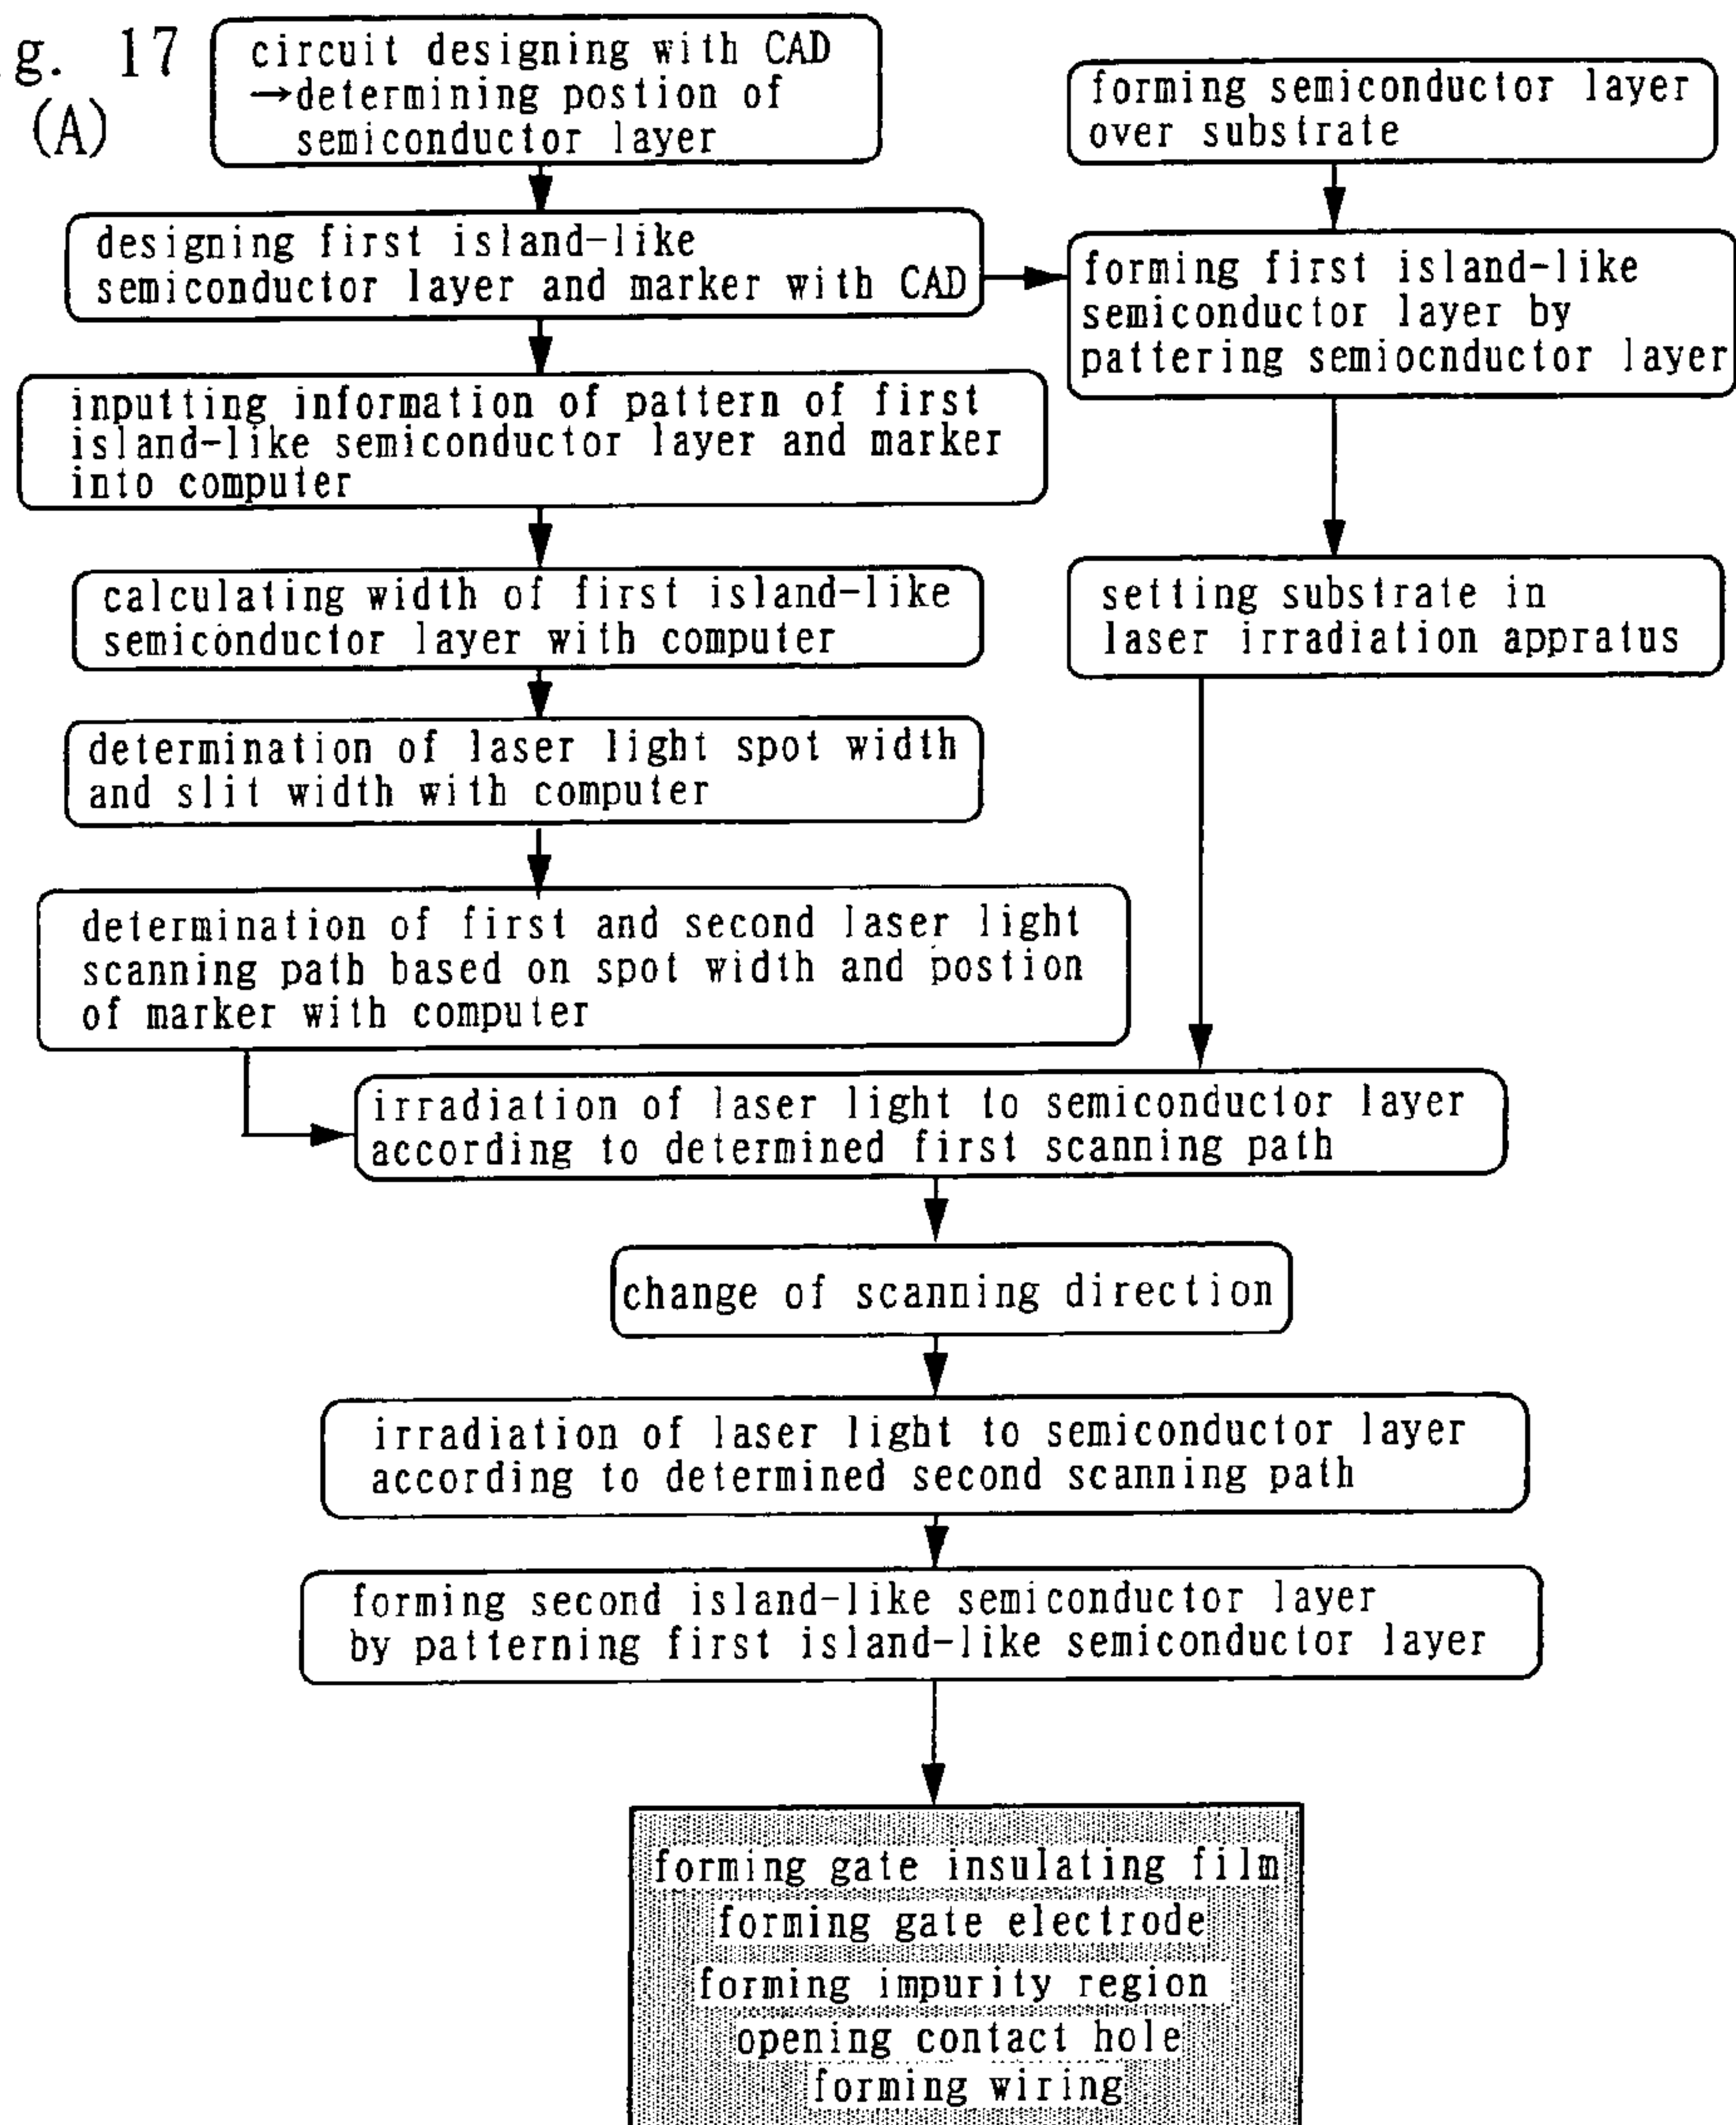 g. 17
(A)
circuit designing with CAD
→determining postion of
semiconductor layer
forming semiconductor layer
over substrate
designing first island-like
semiconductor layer and marker with CAD
forming first island-like
semiconductor layer by
pattering semiocnductor layer
inputting information of pattern of first
island-like semiconductor layer and marker
into computer
calculating width of first island-like
semiconductor layer with computer
setting substrate in
laser irradiation appratus
determination of laser light spot width
and slit width with computer
determination of first and second laser light
scanning path based on spot width and postion
of marker with computer
irradiation of laser light to semiconductor layer
according to determined first scanning path
change of scanning direction
irradiation of laser light to semiconductor layer
according to determined second scanning path
forming second island-like semiconductor layer
by patterning first island-like semiconductor layer
forming gate insulating film
forming gate electrode
forming impurity region
opening contact hole
forming wiring